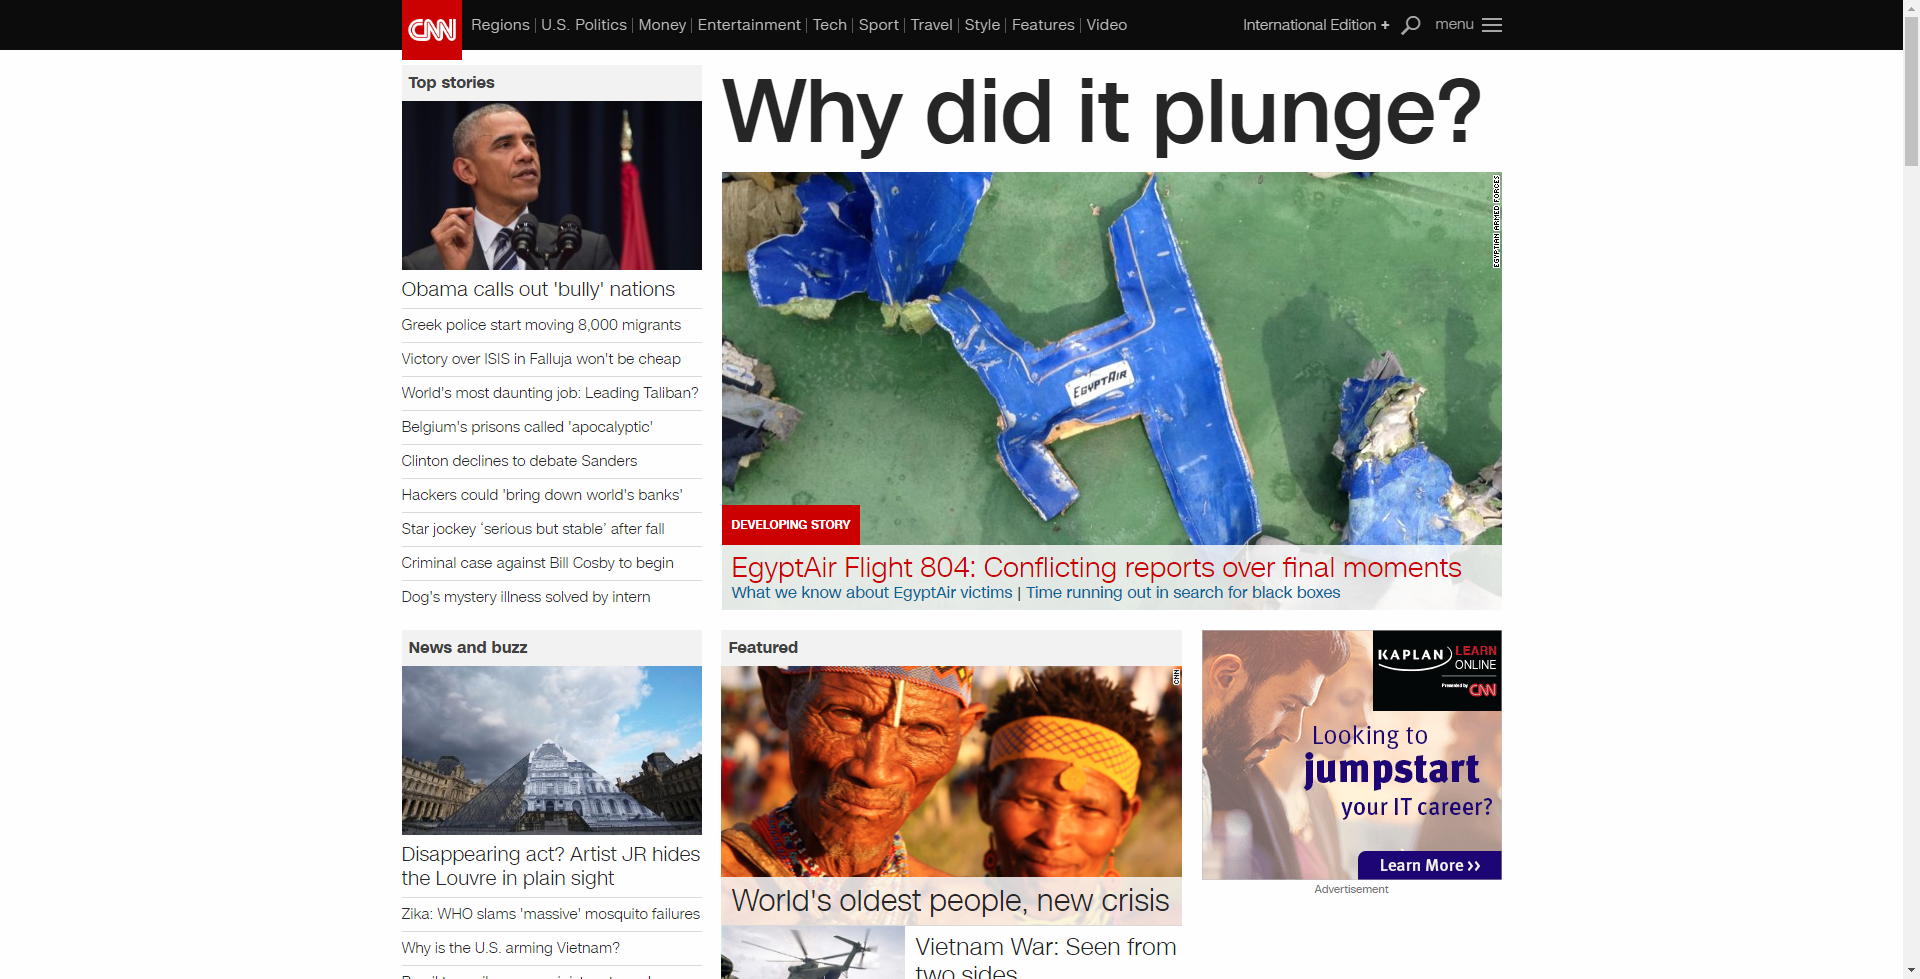 CNN
Regions
U.S. Politics
Money
Entertainment
Tech
Sport
Travel
Style
Features
Video
International Edition +
menu
Top stories
Obama calls out 'bully' nations
Greek police start moving 8,000 migrants
Victory over ISIS in Falluja won't be cheap
World's most daunting job: Leading Taliban?
Belgium's prisons called 'apocalyptic'
Clinton declines to debate Sanders
Hackers could 'bring down world's banks'
Star jockey ‘serious but stable’ after fall
Criminal case against Bill Cosby to begin
Dog's mystery illness solved by intern
Why did it plunge?
EGYPTIAN ARMED FORCES
EGYPTAIR
DEVELOPING STORY
EgyptAir Flight 804: Conflicting reports over final moments
What we know about EgyptAir victims | Time running out in search for black boxes
News and buzz
Disappearing act? Artist JR hides
the Louvre in plain sight
Zika: WHO slams 'massive' mosquito failures
Why is the U.S. arming Vietnam?
Featured
CNN
World's oldest people, new crisis
Vietnam War: Seen from
two sides
KAPLAN LEARN
ONLINE
Presented by CNN
Looking to
jumpstart
your IT career?
Learn More >>
Advertisement